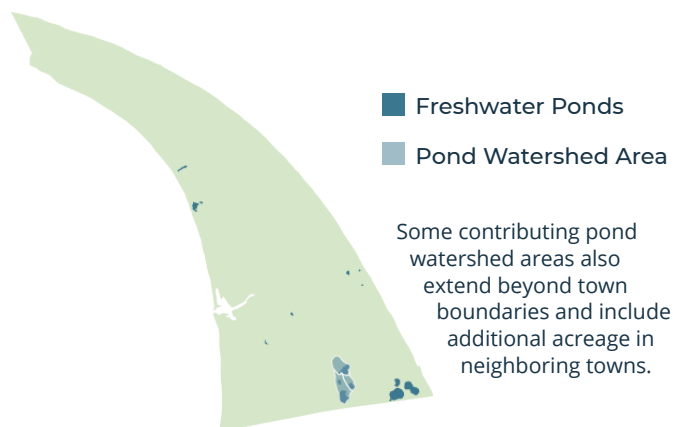 Freshwater Ponds
Pond Watershed Area
Some contributing pond
watershed areas also
extend beyond town
boundaries and include
additional acreage in
neighboring towns.